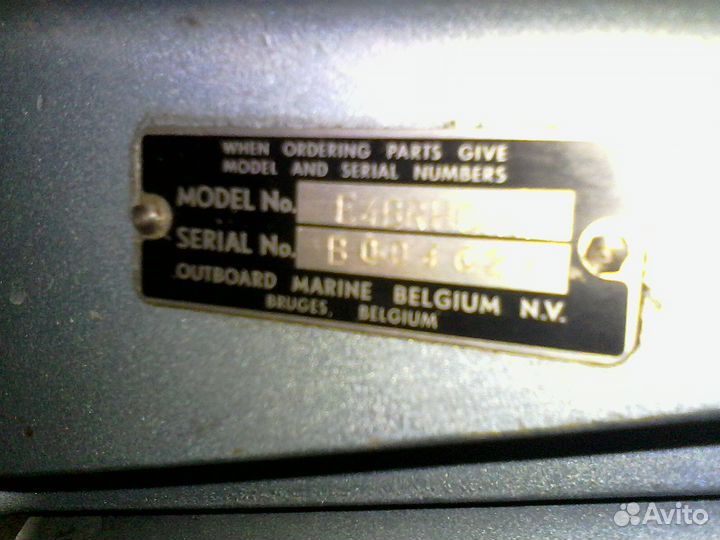 WHEN ORDERING PARTS GIVE
MODEL AND SERIAL NUMBERS
MODEL No.
SERIAL No.
OUTBOARD MARINE BELGIUM N.V.
BRUGES, BELGIUM
Avito